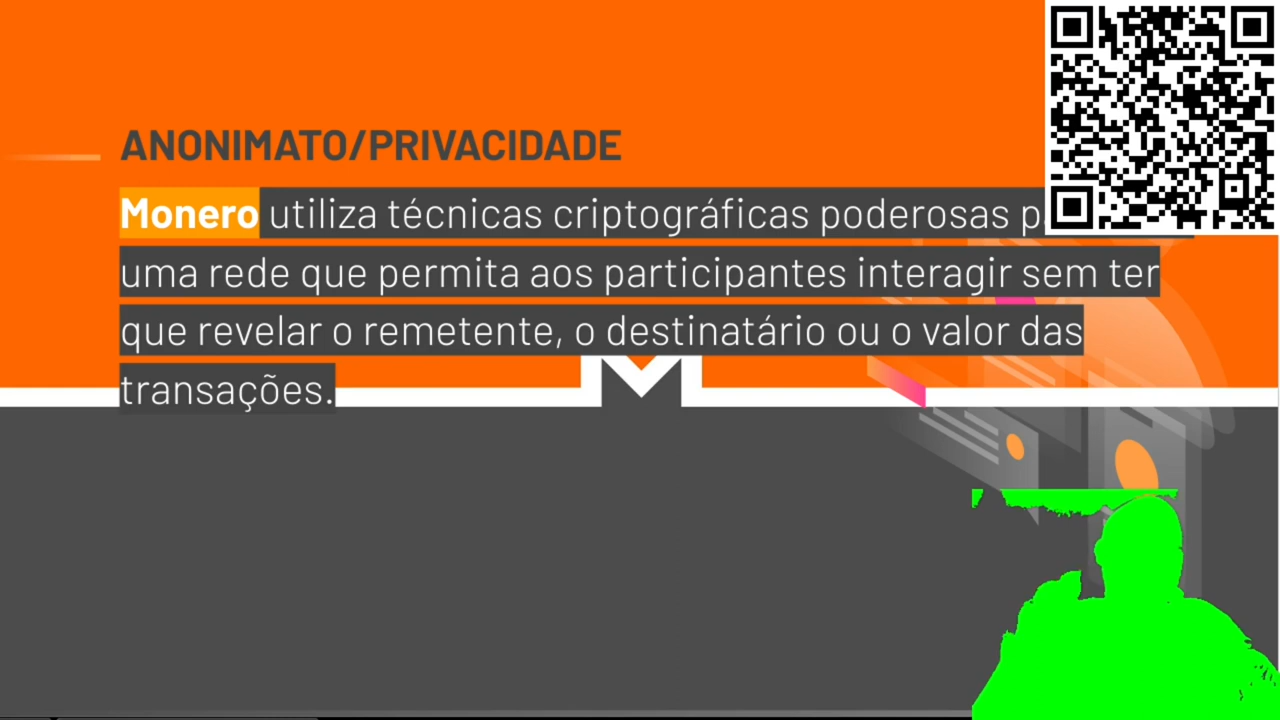 ANONIMATO/PRIVACIDADE
Monero utiliza técnicas criptográficas poderosas
uma rede que permita aos participantes interagir sem ter
que revelar o remetente, o destinatário ou o valor das
transações.